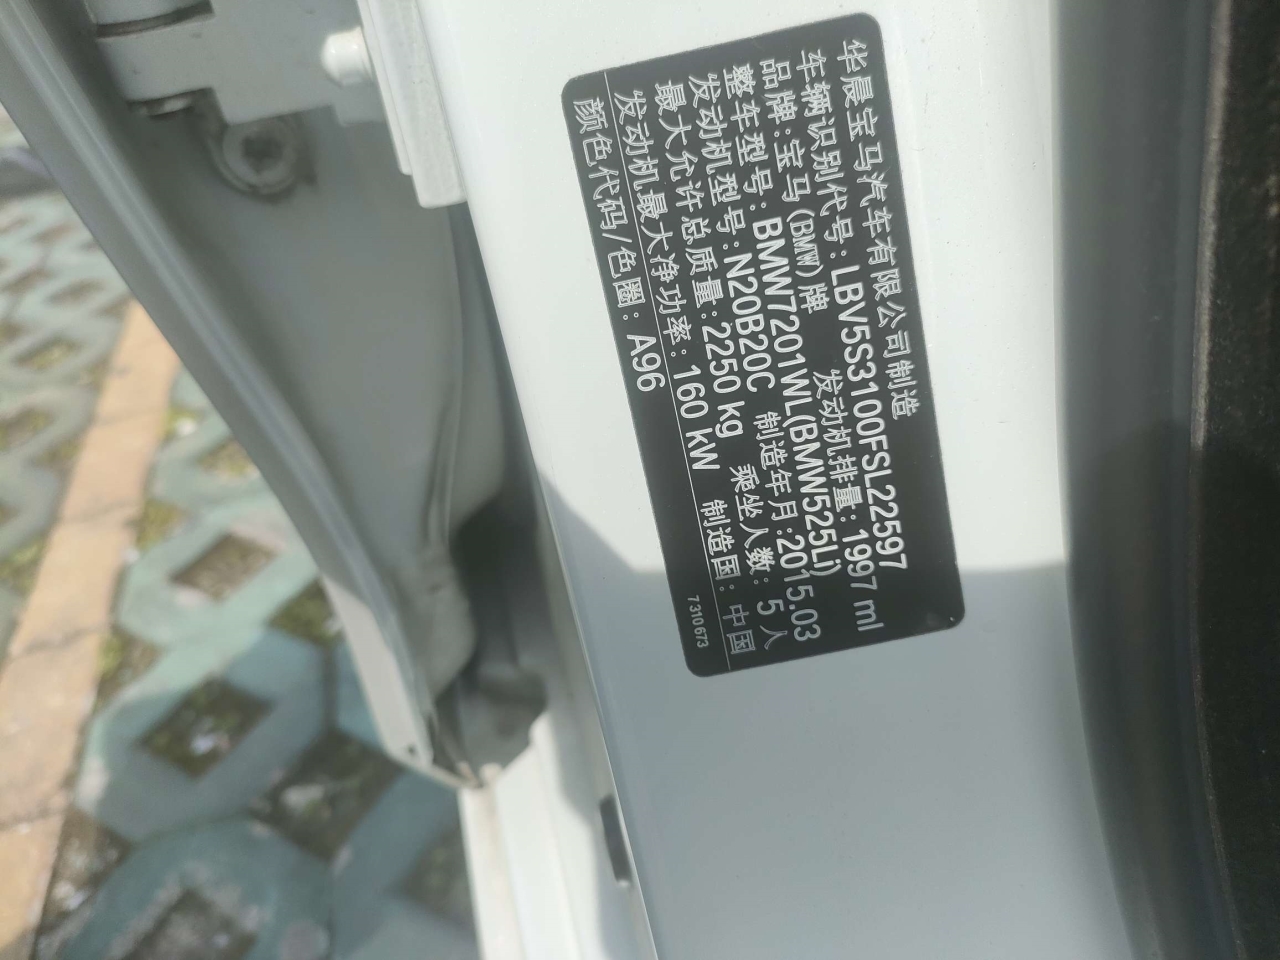 华晨宝马汽车有限公司制造
车辆识别代号: LBV5S3100FSL22597
品牌: 宝马(BMW)牌 发动机排量: 1997 ml
整车型号: BMW7201WL(BMW525Li)
发动机型号: N20B20C 制造年月: 2015.03
最大允许总质量: 2250 kg 乘坐人数: 5 人
发动机最大净功率: 160 kW 制造国: 中国
颜色代码/色圈: A96 7310673